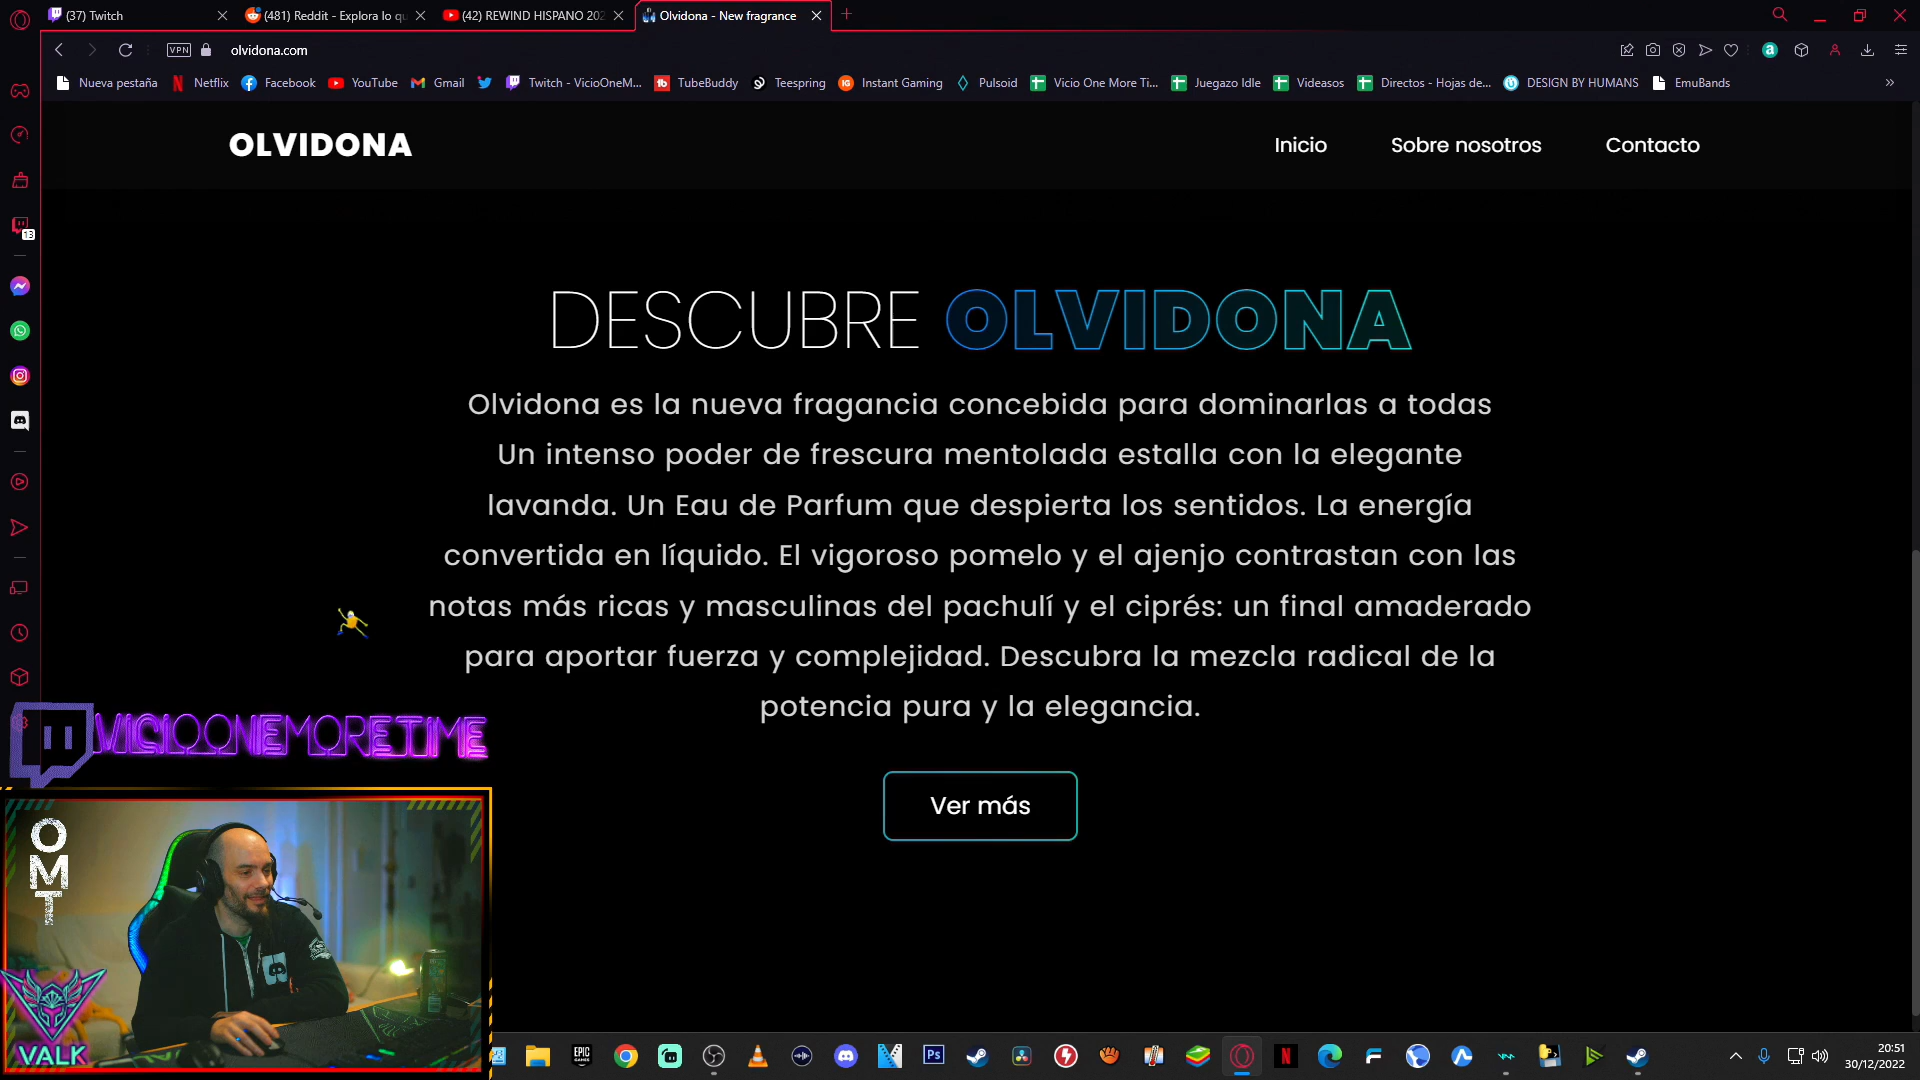 (37) Twitch
(481) Reddit - Explora lo qu
(42) REWIND HISPANO 202
Olvidona - New fragrance
VPN
olvidona.com
Nueva pestaña
Netflix
Facebook
YouTube
Gmail
Twitch - VicioOneM...
TubeBuddy
Teespring
Instant Gaming
Pulsoid
Vicio One More Ti...
Juegazo Idle
Videasos
Directos - Hojas de...
DESIGN BY HUMANS
EmuBands
OLVIDONA
Inicio
Sobre nosotros
Contacto
13
DESCUBRE OLVIDONA
Olvidona es la nueva fragancia concebida para dominarlas a todas
Un intenso poder de frescura mentolada estalla con la elegante
lavanda. Un Eau de Parfum que despierta los sentidos. La energía
convertida en líquido. El vigoroso pomelo y el ajenjo contrastan con las
notas más ricas y masculinas del pachulí y el ciprés: un final amaderado
para aportar fuerza y complejidad. Descubra la mezcla radical de la
potencia pura y la elegancia.
Ver más
VICIOONEMORETIME
OMT
VALK
EPIC
GAMES
Ps
20:51
30/12/2022